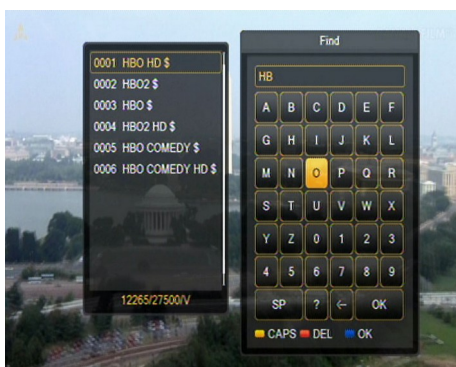 0001 HBO HD $
0002 HBO2 $
0003 HBO $
0004 HBO2 HD $
0005 HBO COMEDY $
0006 HBO COMEDY HD $
12265/27500/V
Find
HB
A B C D E F
G H I J K L
M N O P Q R
S T U V W X
Y Z 0 1 2 3
4 5 6 7 8 9
SP ? ← OK
CAPS DEL OK